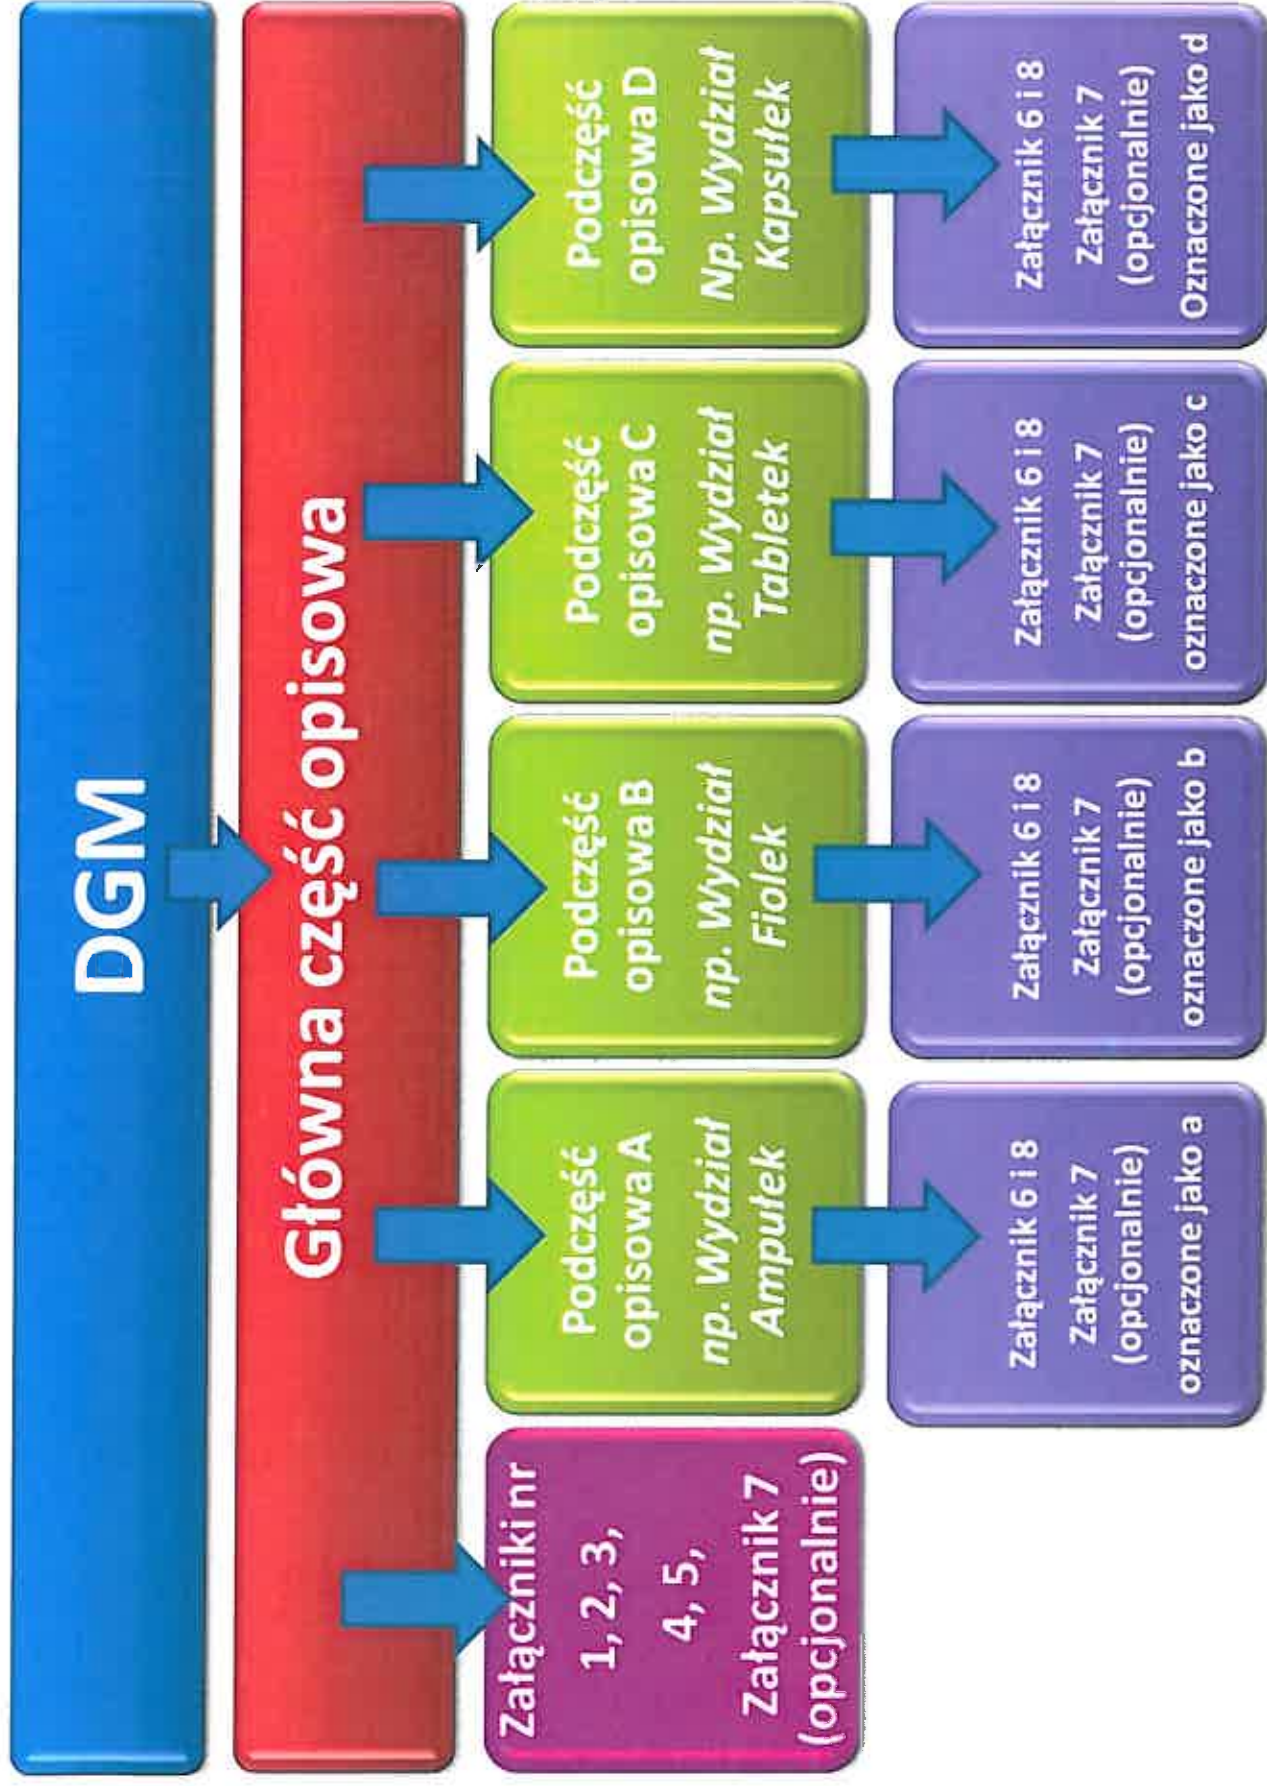 DGM
Główna część opisowa
Załączniki nr
1, 2, 3,
4, 5,
Załącznik 7
(opcjonalnie)
Podczęść
opisowa A
np. Wydział
Ampułek
Podczęść
opisowa B
np. Wydział
Fiolek
Podczęść
opisowa C
np. Wydział
Tabletek
Podczęść
opisowa D
Np. Wydział
Kapsułek
Załącznik 6 i 8
Załącznik 7
(opcjonalnie)
oznaczone jako a
Załącznik 6 i 8
Załącznik 7
(opcjonalnie)
oznaczone jako b
Załącznik 6 i 8
Załącznik 7
(opcjonalnie)
oznaczone jako c
Załącznik 6 i 8
Załącznik 7
(opcjonalnie)
Oznaczone jako d